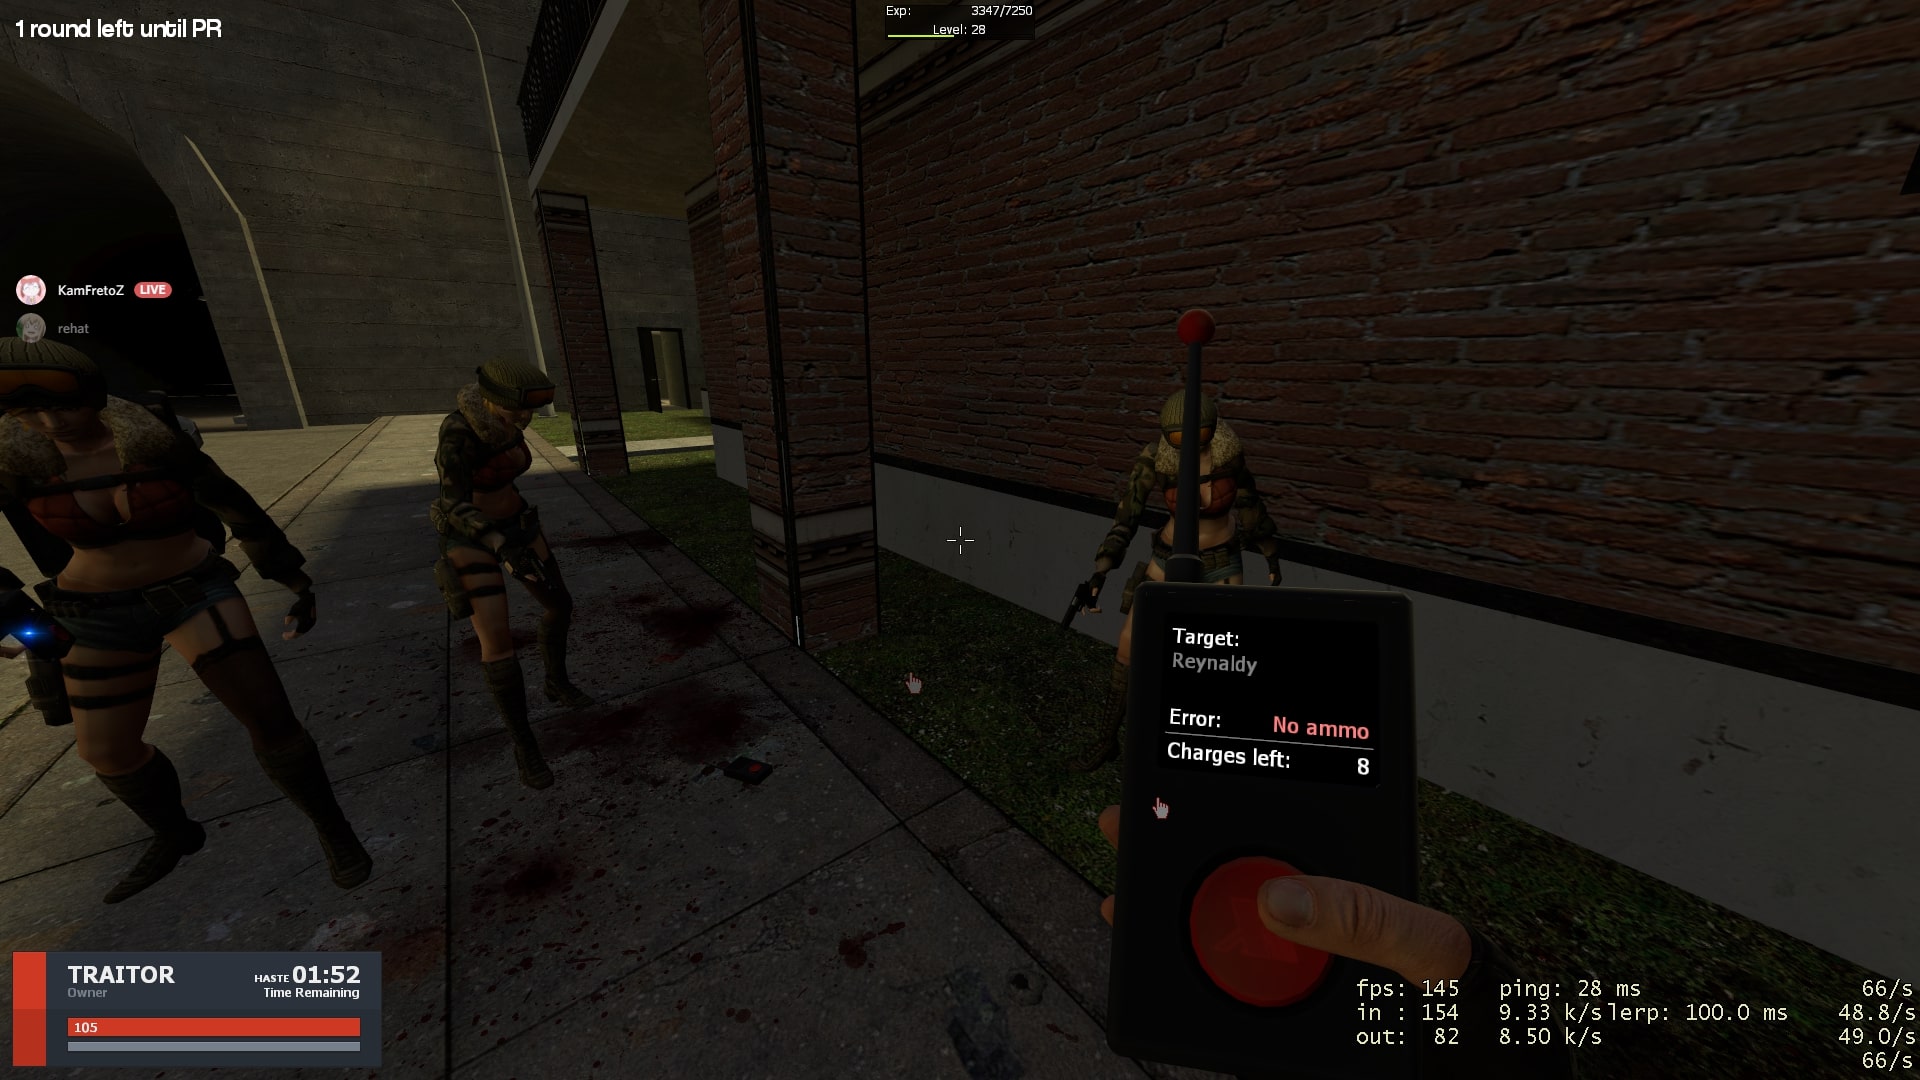 1 round left until PR
Exp: 3347/7250
Level: 28
KamFretoZ LIVE
rehat
Target:
Reynaldy
Error: No ammo
Charges left: 8
TRAITOR HASTE 01:52
Owner Time Remaining
105
fps: 145 ping: 28 ms 66/s
in : 154 9.33 k/s lerp: 100.0 ms 48.8/s
out: 82 8.50 k/s 49.0/s
66/s